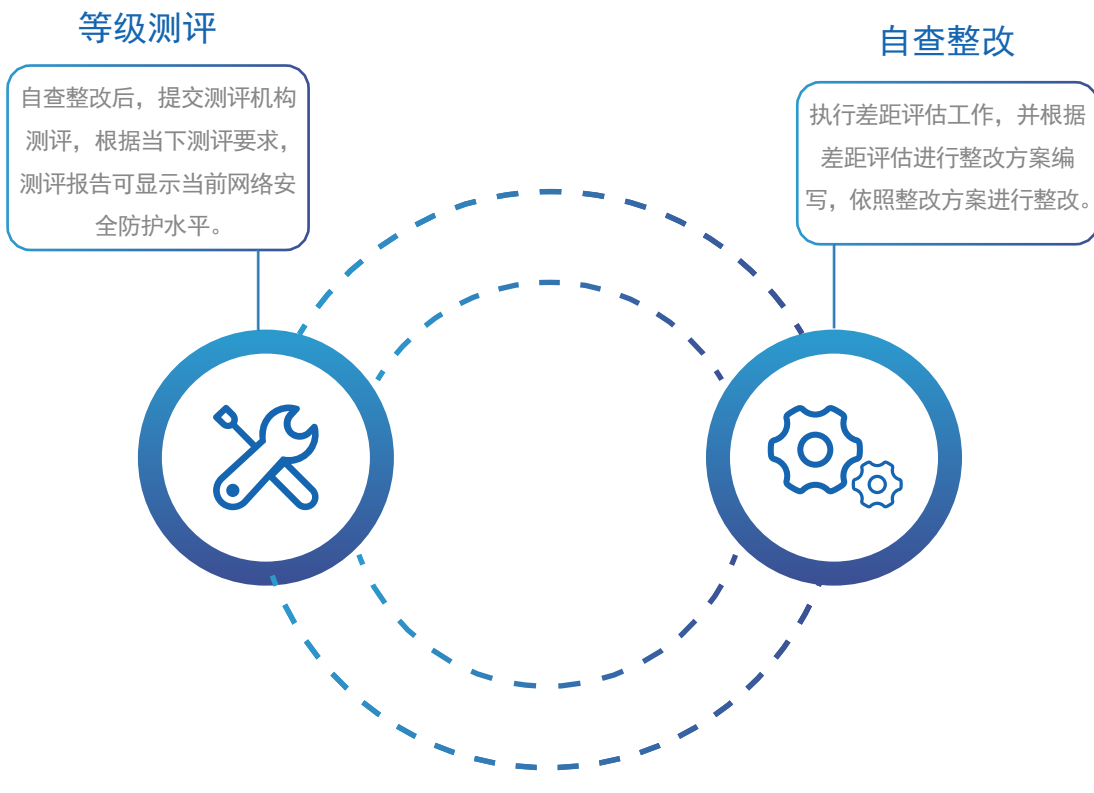 等级测评
自查整改后，提交测评机构
测评，根据当下测评要求，
测评报告可显示当前网络安
全防护水平。
自查整改
执行差距评估工作，并根据
差距评估进行整改方案编
写，依照整改方案进行整改。